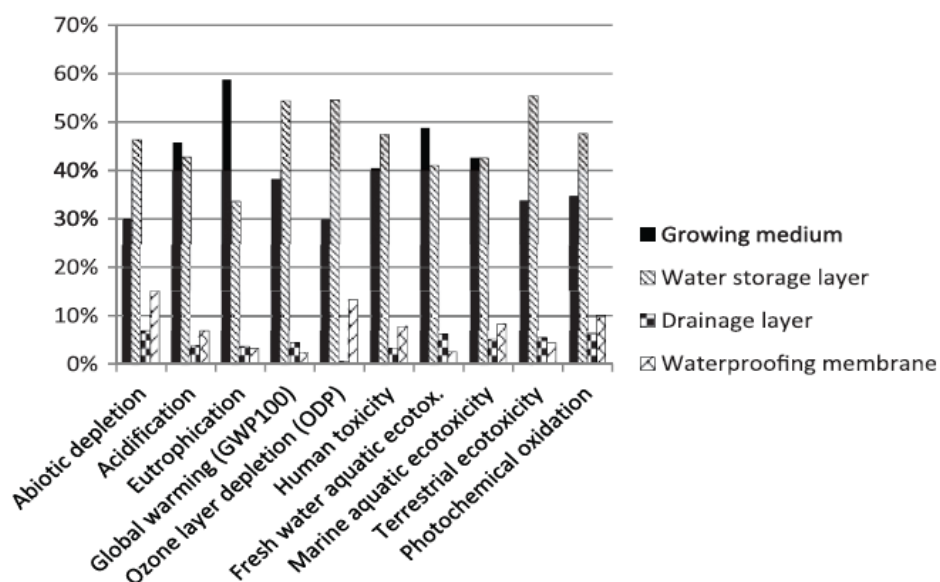 70%
60%
50%
40%
30%
20%
10%
0%
Abiotic depletion
Acidification
Eutrophication
Global warming (GWP100)
Ozone layer depletion (ODP)
Human toxicity
Fresh water aquatic ecotox.
Marine aquatic ecotoxicity
Terrestrial ecotoxicity
Photochemical oxidation
Growing medium
Water storage layer
Drainage layer
Waterproofing membrane